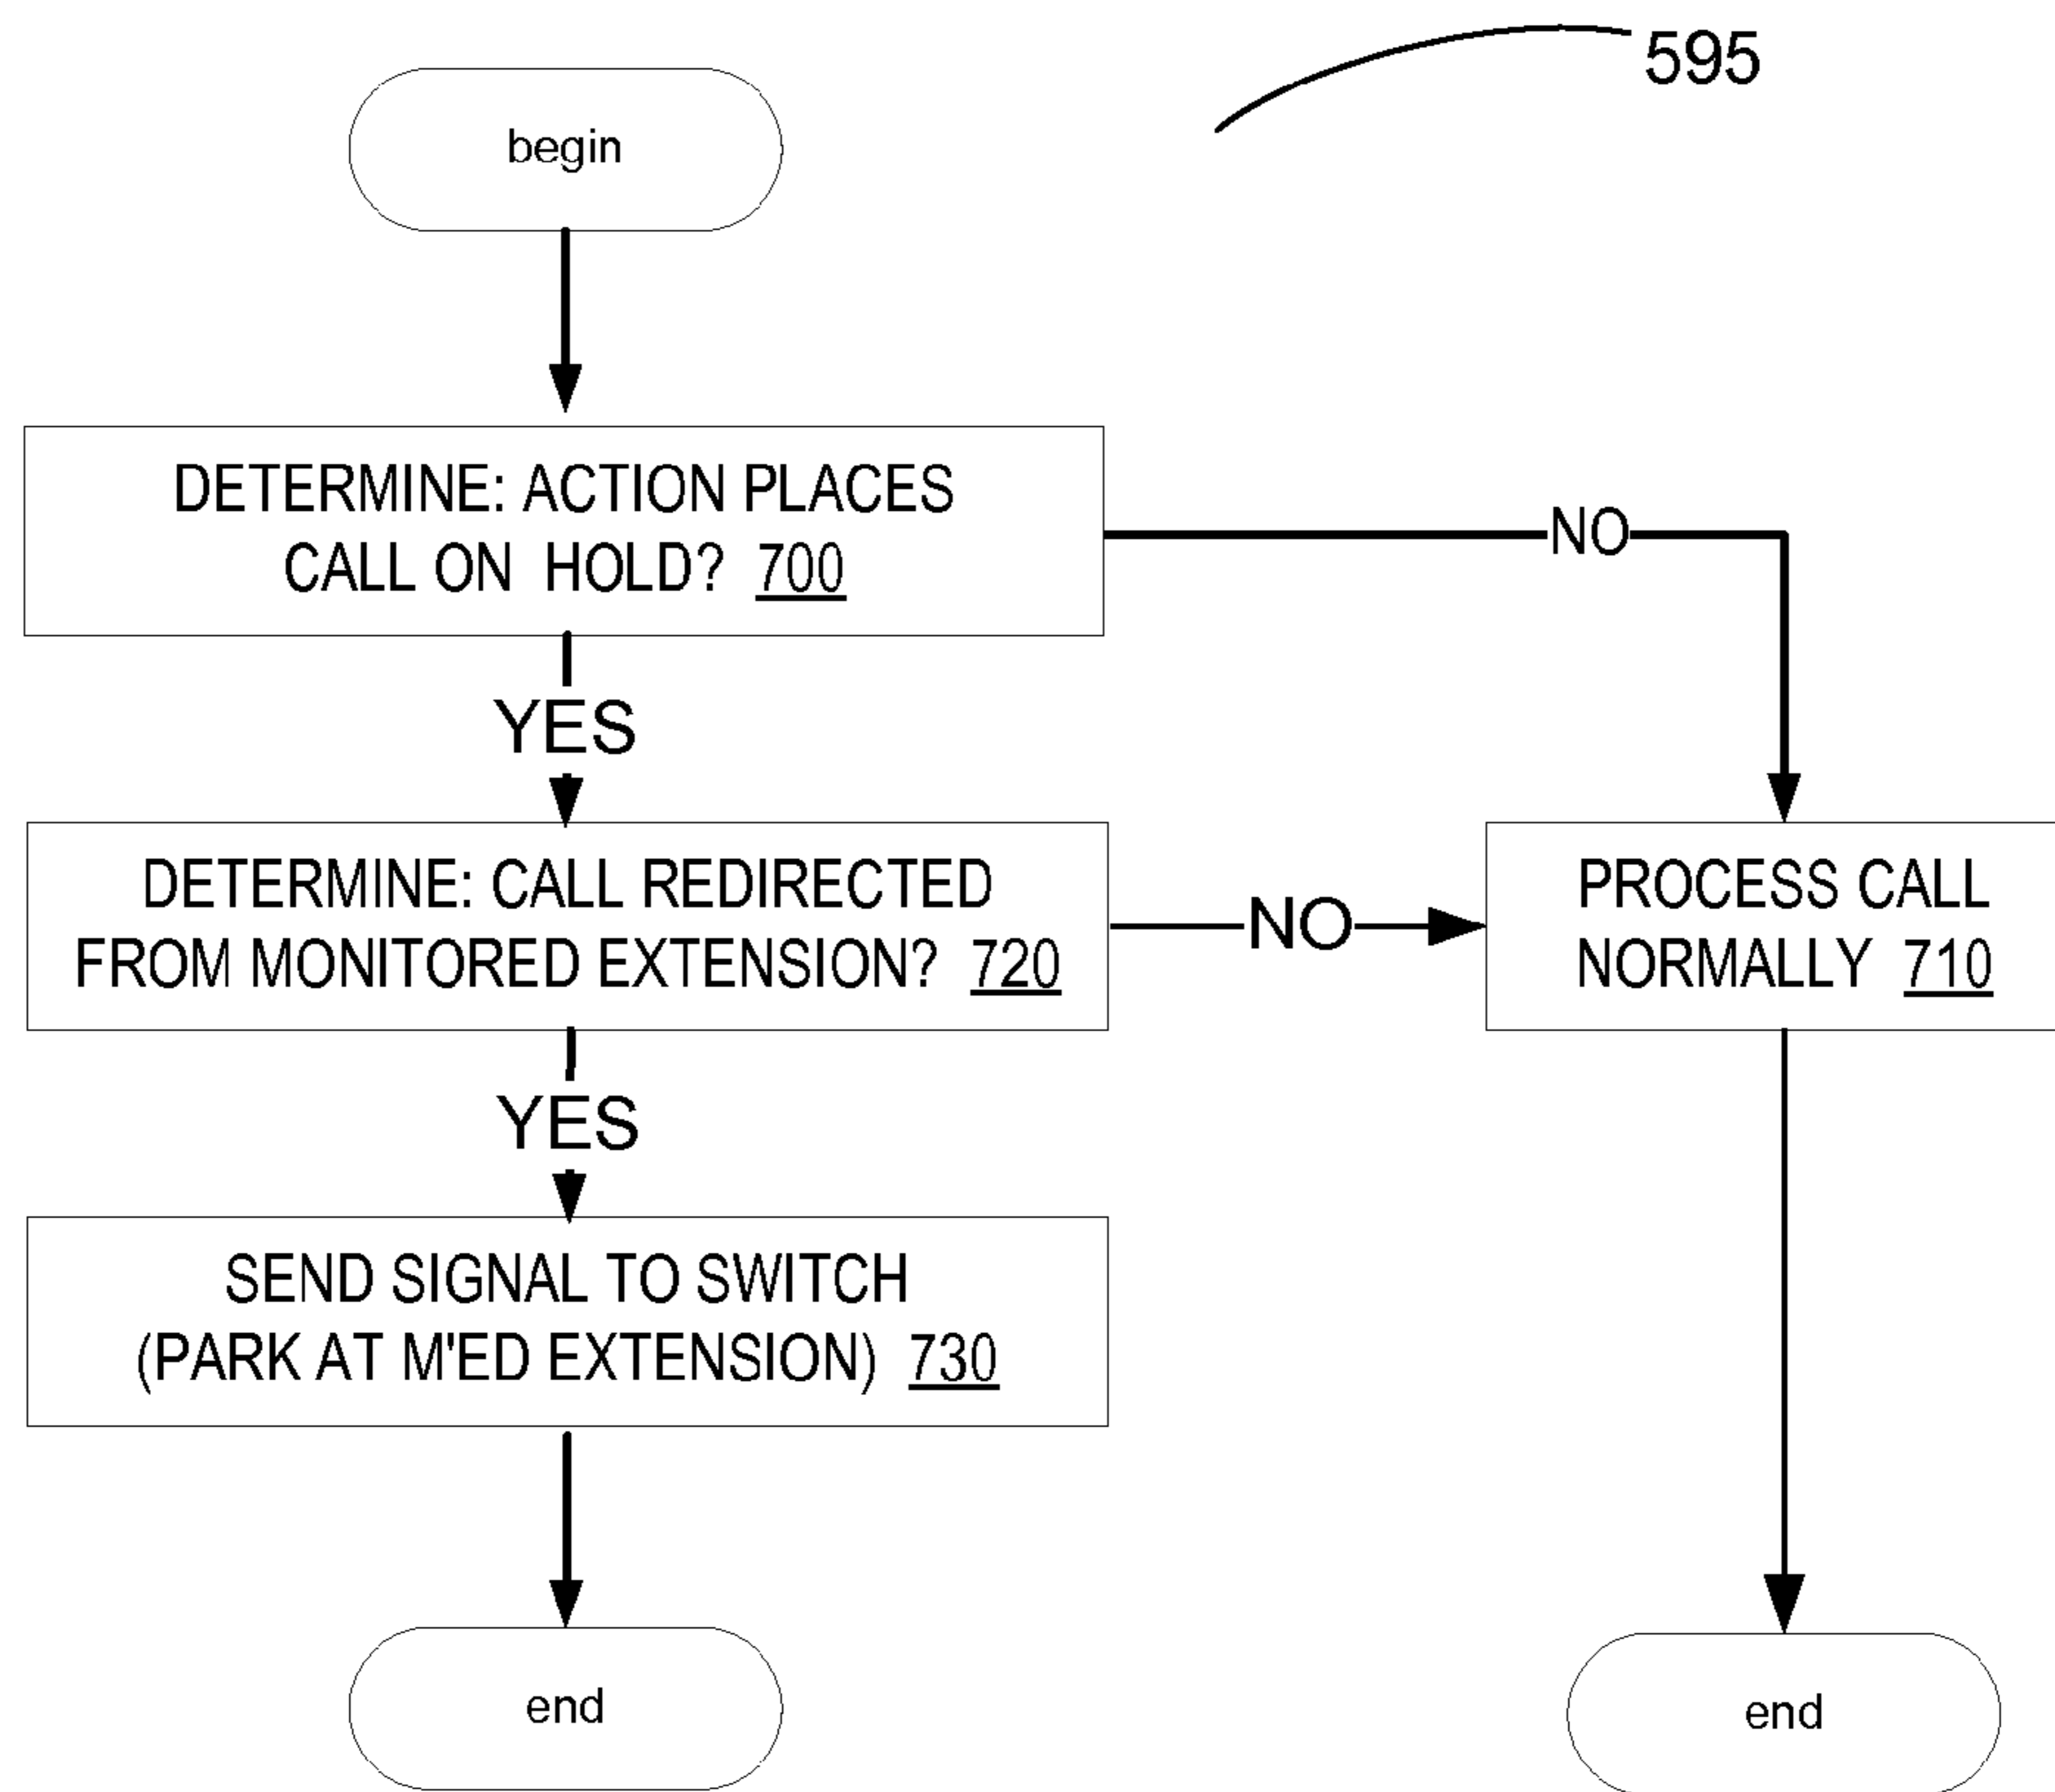 595
begin
DETERMINE: ACTION PLACES
CALL ON HOLD? 700
NO
YES
DETERMINE: CALL REDIRECTED
FROM MONITORED EXTENSION? 720
NO
PROCESS CALL
NORMALLY 710
YES
SEND SIGNAL TO SWITCH
(PARK AT M'ED EXTENSION) 730
end
end